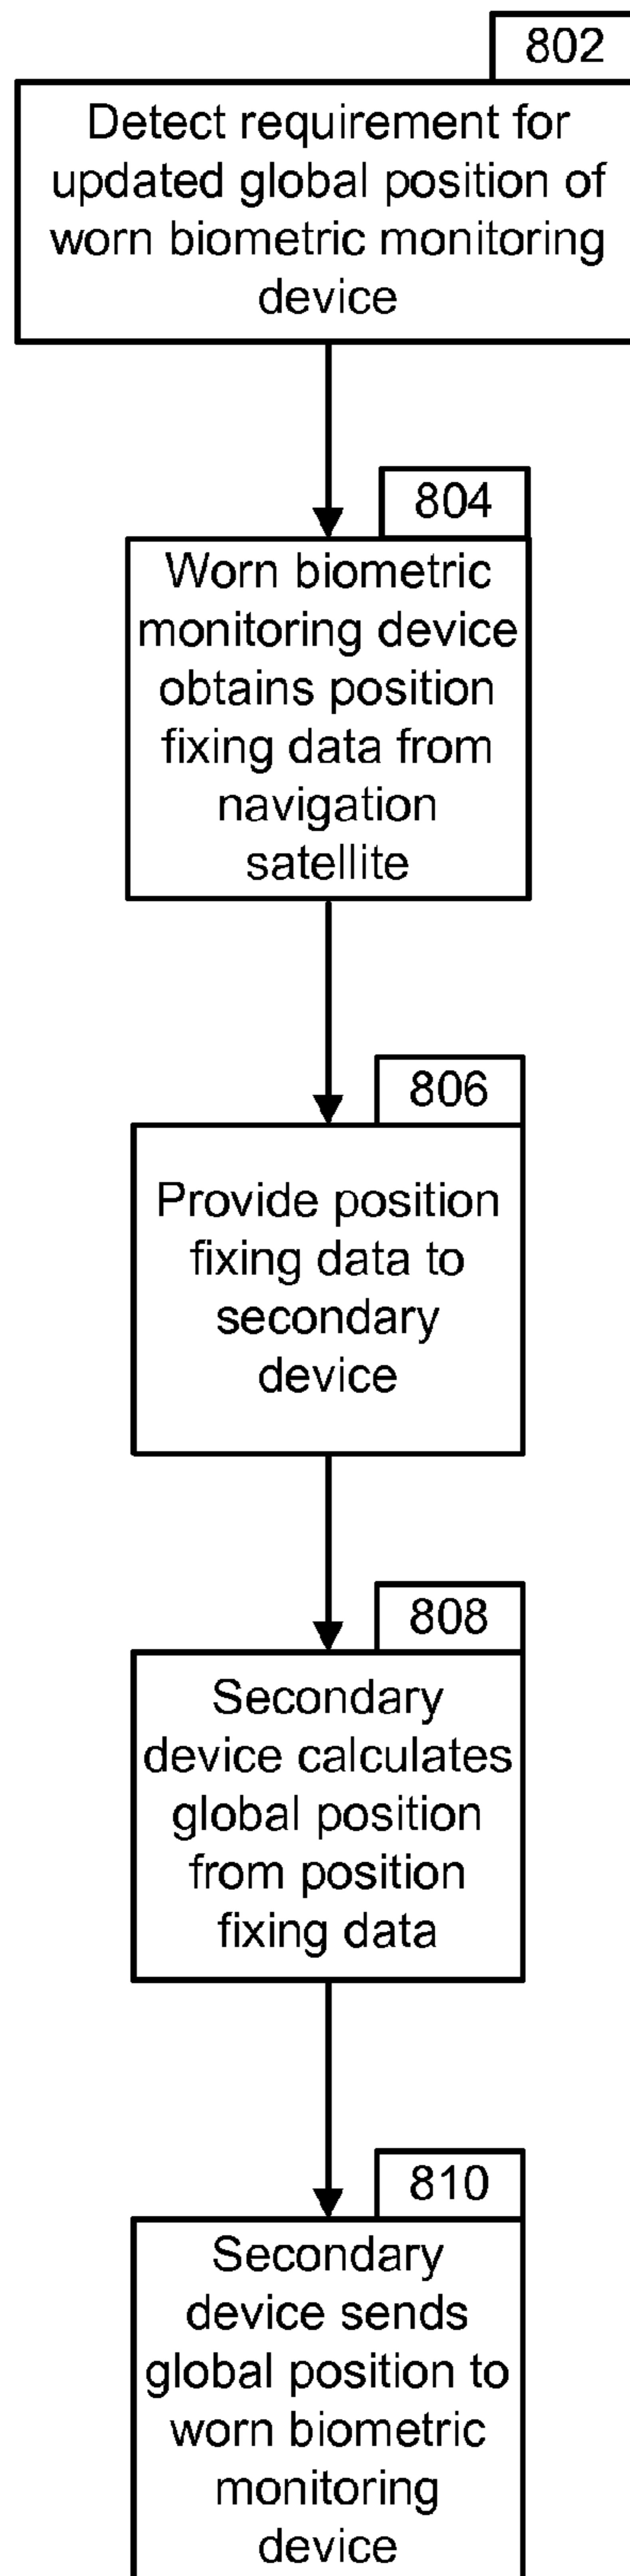 802
Detect requirement for
updated global position of
worn biometric monitoring
device
804
Worn biometric
monitoring device
obtains position
fixing data from
navigation
satellite
806
Provide position
fixing data to
secondary
device
808
Secondary
device calculates
global position
from position
fixing data
810
Secondary
device sends
global position to
worn biometric
monitoring
device